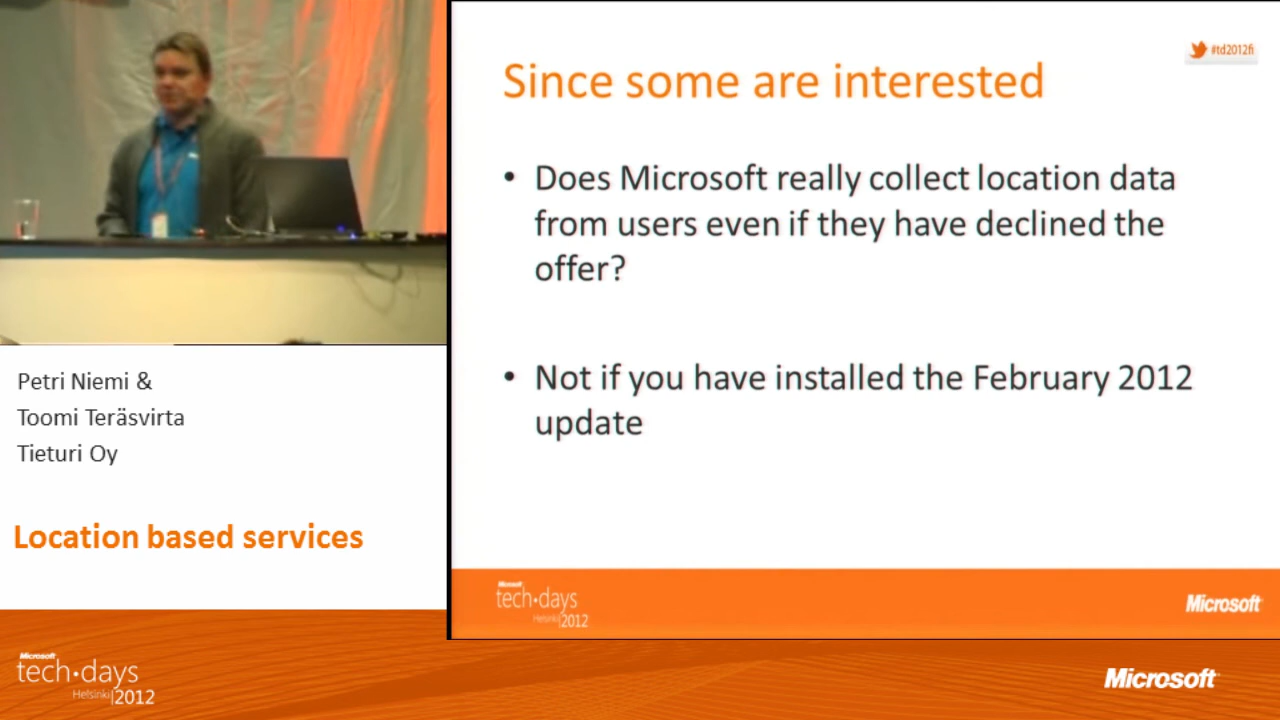 #td2012fi
Since some are interested
• Does Microsoft really collect location data
from users even if they have declined the
offer?
• Not if you have installed the February 2012
update
Microsoft
tech·days
Helsinki|2012
Microsoft
Petri Niemi &
Toomi Teräsvirta
Tieturi Oy
Location based services
Microsoft
tech·days
Helsinki|2012
Microsoft